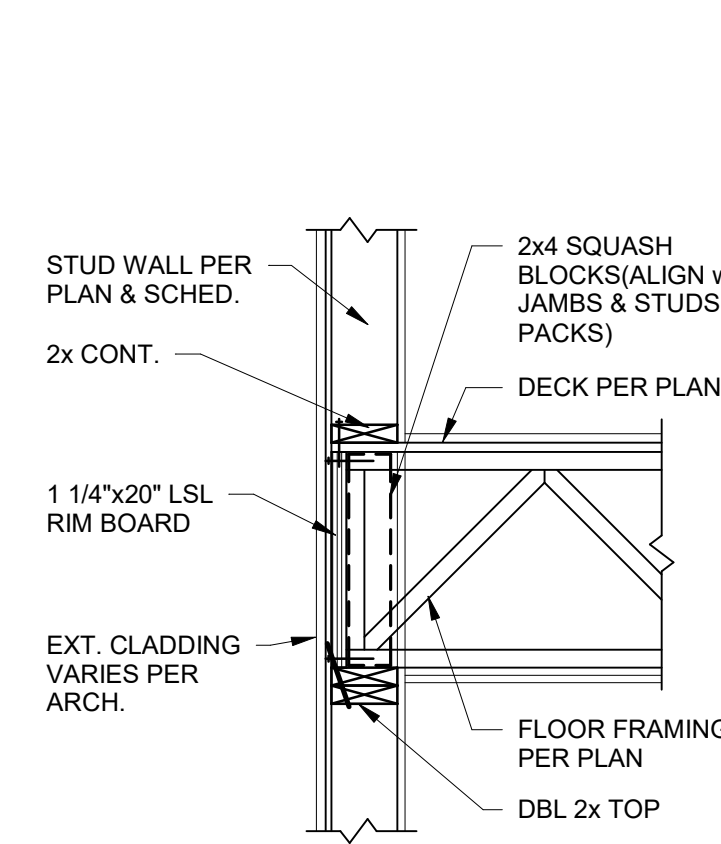 STUD WALL PER
PLAN & SCHED.
2x CONT.
1 1/4"x20" LSL
RIM BOARD
EXT. CLADDING
VARIES PER
ARCH.
2x4 SQUASH
BLOCKS(ALIGN
JAMBS & STUDS
PACKS)
DECK PER PLAN
FLOOR FRAMING
PER PLAN
DBL 2x TOP